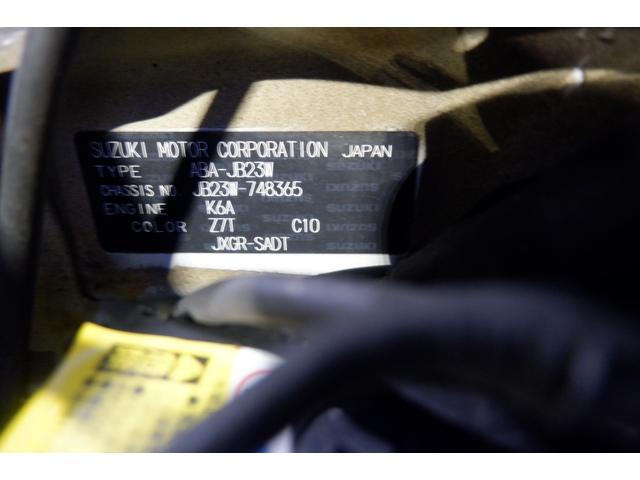 SUZUKI MOTOR CORPORATION JAPAN
TYPE ABA-JB23W
CHASSIS NO. JB23W-748365
ENGINE K6A
COLOR Z7T C10
JXGR-SADT